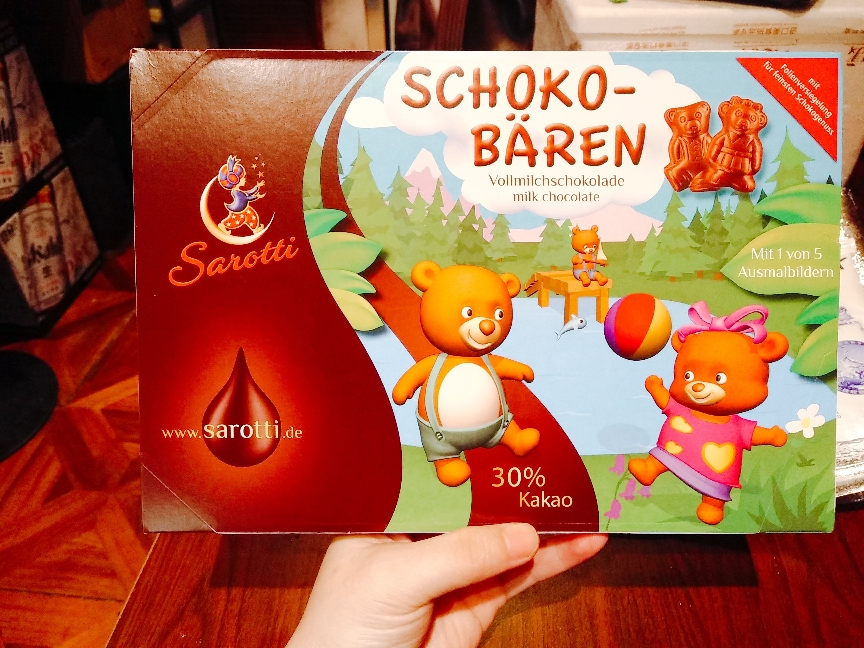 SCHOKO-
BÄREN
Vollmilchschokolade
milk chocolate
mit
Folienversiegelung
für feinsten Schokogenuss
Mit 1 von 5
Ausmalbildern
Sarotti
www.sarotti.de
30%
Kakao